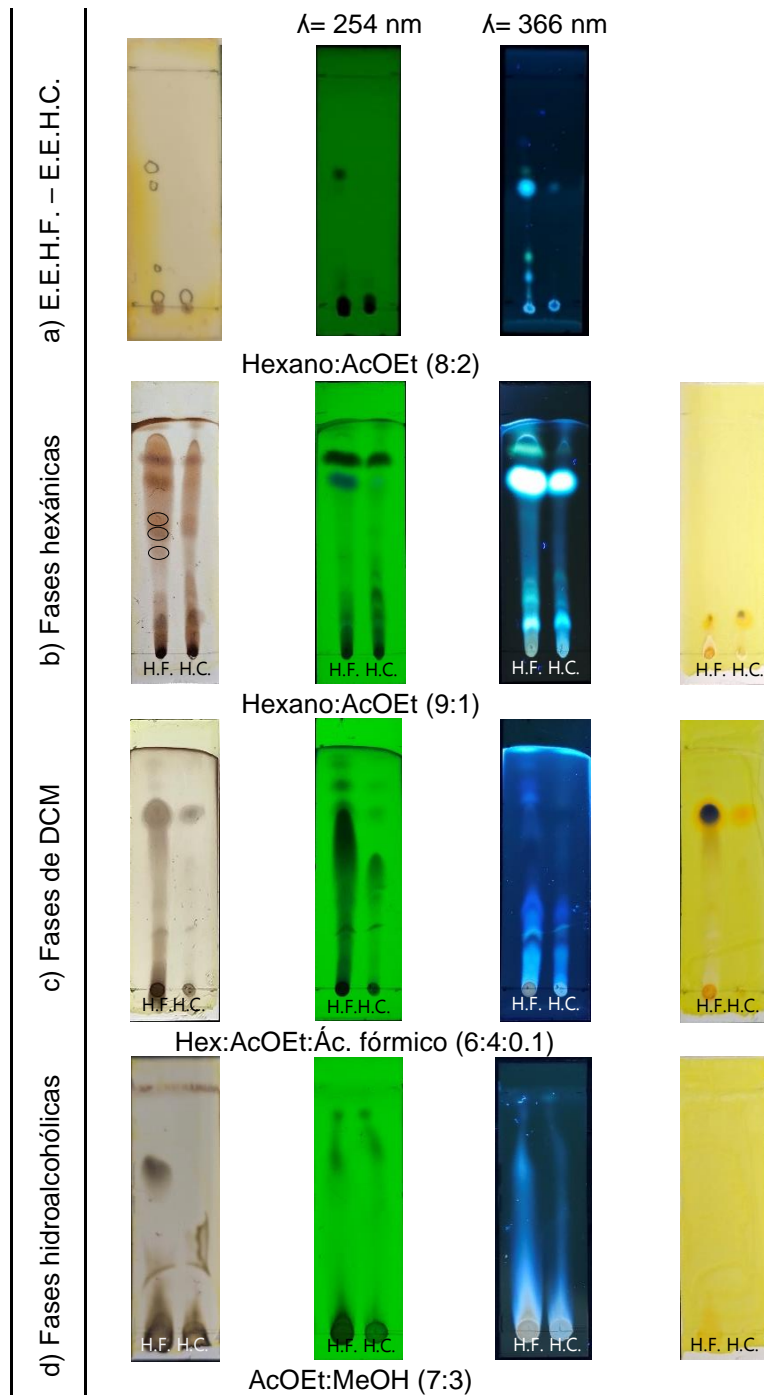 ʎ= 254 nm ʎ= 366 nm
a) E.E.H.F. – E.E.H.C.
Hexano:AcOEt (8:2)
b) Fases hexánicas
H.F. H.C. H.F. H.C. H.F. H.C. H.F. H.C.
Hexano:AcOEt (9:1)
c) Fases de DCM
H.F.H.C. H.F.H.C. H.F. H.C. H.F.H.C.
Hex:AcOEt:Ác. fórmico (6:4:0.1)
d) Fases hidroalcohólicas
H.F. H.C. H.F. H.C. H.F. H.C. H.F. H.C.
AcOEt:MeOH (7:3)